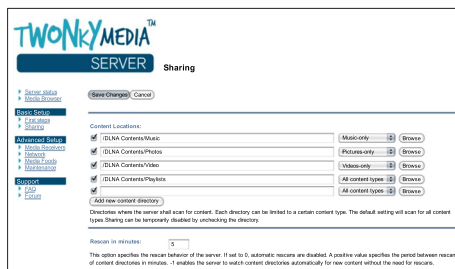 TWONKYMEDIA™
SERVER
Sharing
Server status
Media Browser
Save Changes Cancel
Basic Setup
First steps
Sharing
Advanced Setup
Media Receivers
Network
Media Feeds
Maintenance
Support
FAQ
Forum
Content Locations:
/DLNA Contents/Music Music-only Browse
/DLNA Contents/Photos Pictures-only Browse
/DLNA Contents/Video Videos-only Browse
/DLNA Contents/Playlists All content types Browse
All content types Browse
Add new content directory
Directories where the server shall scan for content. Each directory can be limited to a certain content type. The default setting will scan for all content
types.Sharing can be temporarily disabled by unchecking the directory.
Rescan in minutes: 5
This option specifies the rescan behavior of the server. If set to 0, automatic rescans are disabled. A positive value specifies the period between rescans
of content directories in minutes. -1 enables the server to watch content directories automatically for new content without the need for rescans.